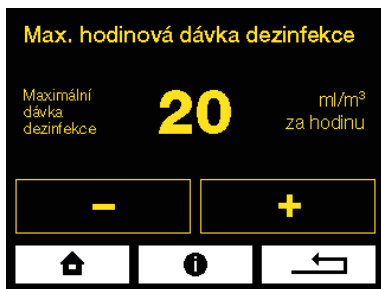 Max. hodinová dávka dezinfekce
Maximální
dávka
dezinfekce
20
ml/m³
za hodinu
− +